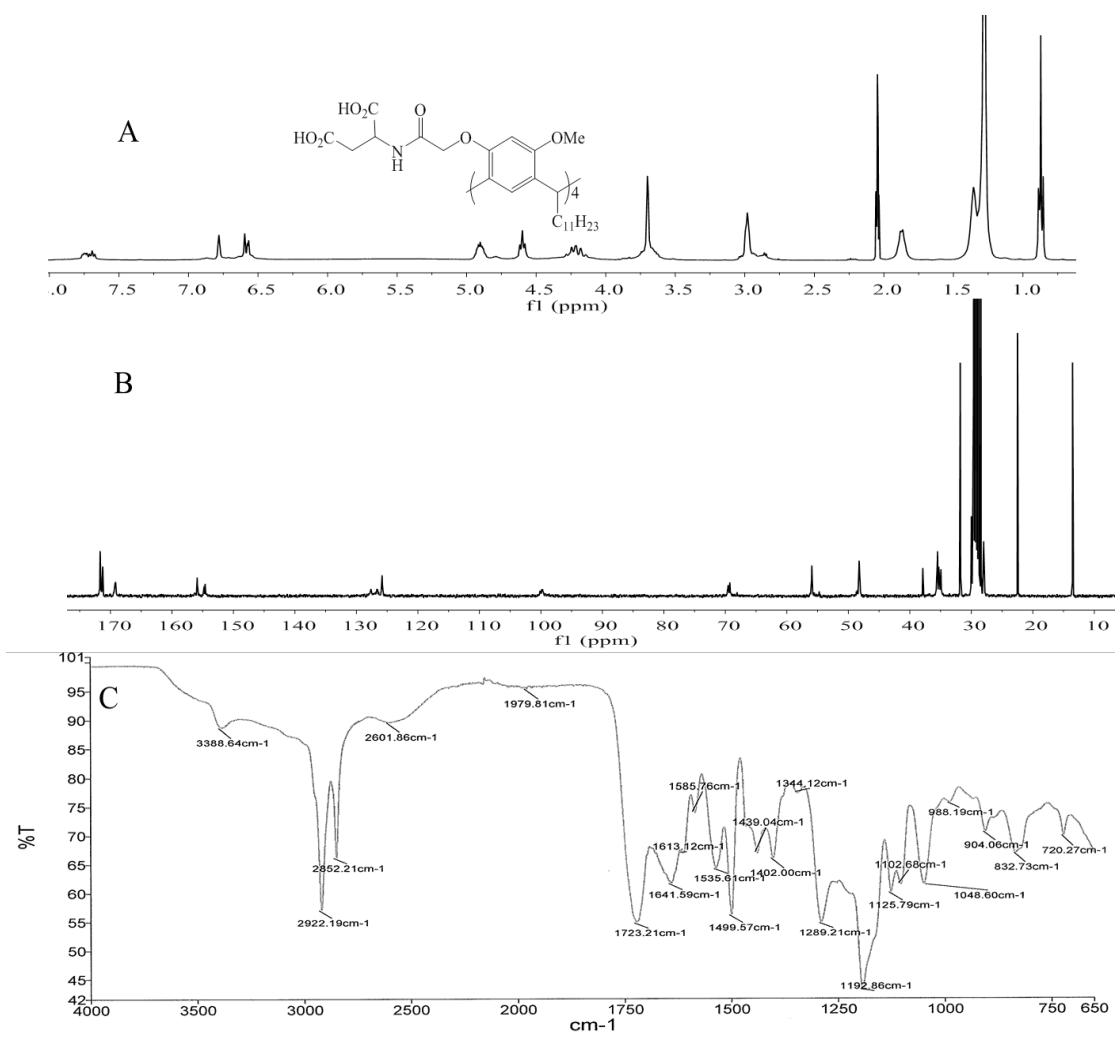 A
HO₂C
O
HO₂C
N
H
O
OMe
4
C₁₁H₂₃
.0 7.5 7.0 6.5 6.0 5.5 5.0 4.5 4.0 3.5 3.0 2.5 2.0 1.5 1.0
f1 (ppm)
B
170 160 150 140 130 120 110 100 90 80 70 60 50 40 30 20 10
f1 (ppm)
C
%T
101
95
90
85
80
75
70
65
60
55
50
45
42
3388.64cm-1
2922.19cm-1
2852.21cm-1
2601.86cm-1
1979.81cm-1
1723.21cm-1
1641.59cm-1
1613.12cm-1
1585.76cm-1
1535.61cm-1
1499.57cm-1
1439.04cm-1
1402.00cm-1
1344.12cm-1
1289.21cm-1
1192.86cm-1
1125.79cm-1
1102.68cm-1
1048.60cm-1
988.19cm-1
904.06cm-1
832.73cm-1
720.27cm-1
4000 3500 3000 2500 2000 1750 1500 1250 1000 750 650
cm-1